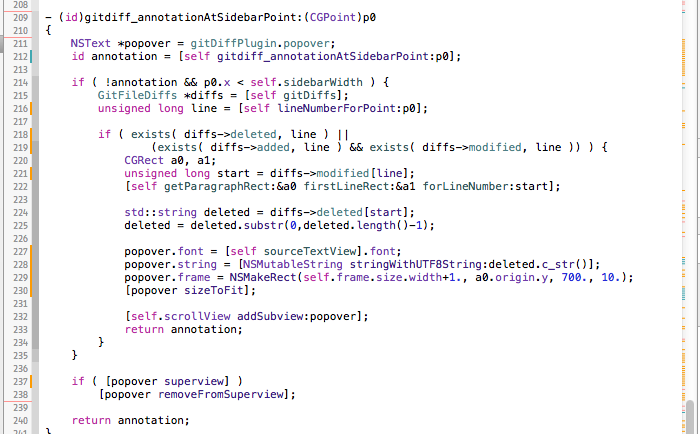 208
209 - (id)gitdiff_annotationAtSidebarPoint:(CGPoint)p0
210 {
211     NSText *popover = gitDiffPlugin.popover;
212     id annotation = [self gitdiff_annotationAtSidebarPoint:p0];
213
214     if ( !annotation && p0.x < self.sidebarWidth ) {
215         GitFileDiffs *diffs = [self gitDiffs];
216         unsigned long line = [self lineNumberForPoint:p0];
217
218         if ( exists( diffs->deleted, line ) ||
219                 (exists( diffs->added, line ) && exists( diffs->modified, line )) ) {
220             CGRect a0, a1;
221             unsigned long start = diffs->modified[line];
222             [self getParagraphRect:&a0 firstLineRect:&a1 forLineNumber:start];
223
224             std::string deleted = diffs->deleted[start];
225             deleted = deleted.substr(0,deleted.length()-1);
226
227             popover.font = [self sourceTextView].font;
228             popover.string = [NSMutableString stringWithUTF8String:deleted.c_str()];
229             popover.frame = NSMakeRect(self.frame.size.width+1., a0.origin.y, 700., 10.);
230             [popover sizeToFit];
231
232             [self.scrollView addSubview:popover];
233             return annotation;
234         }
235     }
236
237     if ( [popover superview] )
238         [popover removeFromSuperview];
239
240     return annotation;
241 }